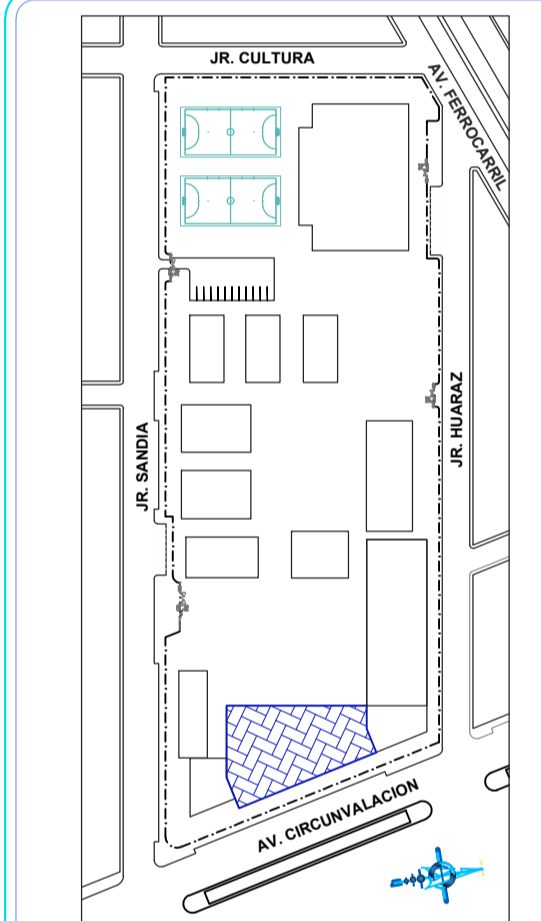 JR. CULTURA
AV. FERROCARRIL
JR. SANDIA
JR. HUARAZ
AV. CIRCUNVALACION